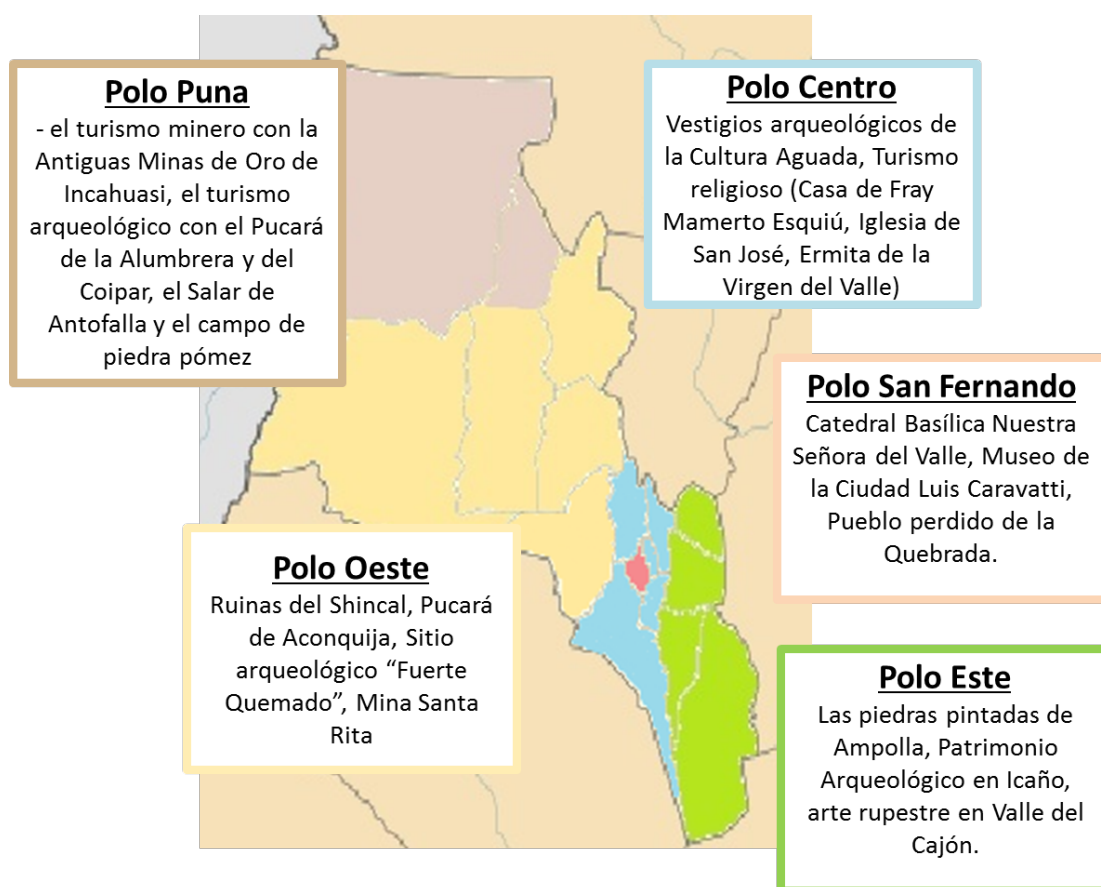 Polo Puna
- el turismo minero con la
Antiguas Minas de Oro de
Incahuasi, el turismo
arqueológico con el Pucará
de la Alumbrera y del
Coipar, el Salar de
Antofalla y el campo de
piedra pómez
Polo Centro
Vestigios arqueológicos de
la Cultura Aguada, Turismo
religioso (Casa de Fray
Mamerto Esquiú, Iglesia de
San José, Ermita de la
Virgen del Valle)
Polo San Fernando
Catedral Basílica Nuestra
Señora del Valle, Museo de
la Ciudad Luis Caravatti,
Pueblo perdido de la
Quebrada.
Polo Oeste
Ruinas del Shincal, Pucará
de Aconquija, Sitio
arqueológico “Fuerte
Quemado”, Mina Santa
Rita
Polo Este
Las piedras pintadas de
Ampolla, Patrimonio
Arqueológico en Icaño,
arte rupestre en Valle del
Cajón.